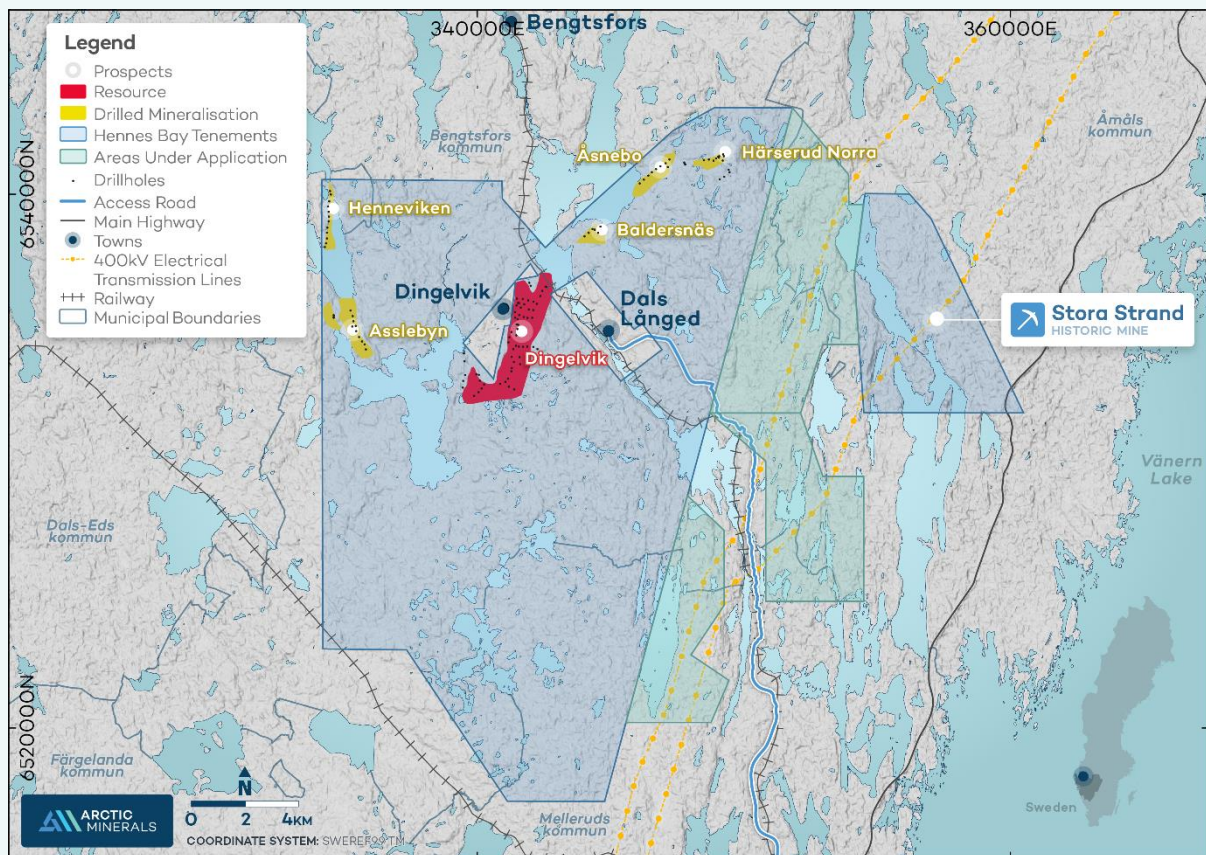 Legend
Prospects
Resource
Drilled Mineralisation
Hennes Bay Tenements
Areas Under Application
Drillholes
Access Road
Main Highway
Towns
400kV Electrical
Transmission Lines
Railway
Municipal Boundaries
340000E
Bengtsfors
360000E
Bengtsfors
kommun
Åmåls
kommun
6540000N
Åsnebo
Härserud Norra
Henneviken
Baldersnäs
Dingelvik
Dals
Långed
Asslebyn
Dingelvik
Stora Strand
HISTORIC MINE
Vänern
Lake
Dals-Eds
kommun
6520000N
Färgelanda
kommun
N
ARCTIC
MINERALS
0 2 4KM
COORDINATE SYSTEM: SWEREF99 TM
Melleruds
kommun
Sweden